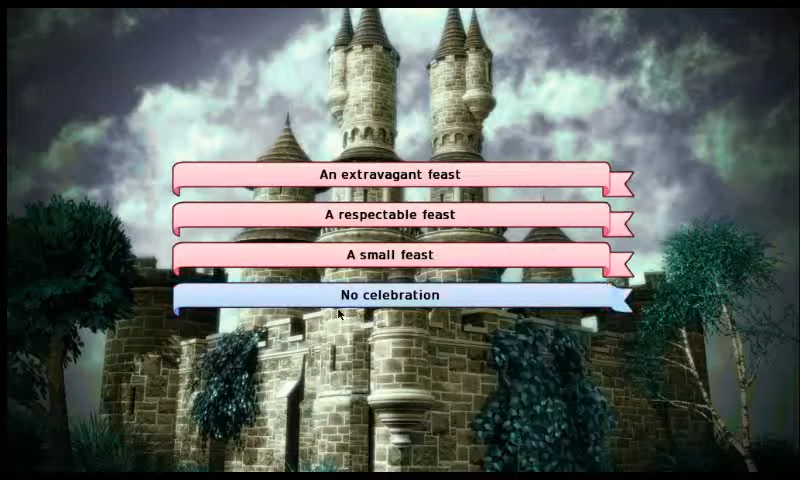 An extravagant feast
A respectable feast
A small feast
No celebration